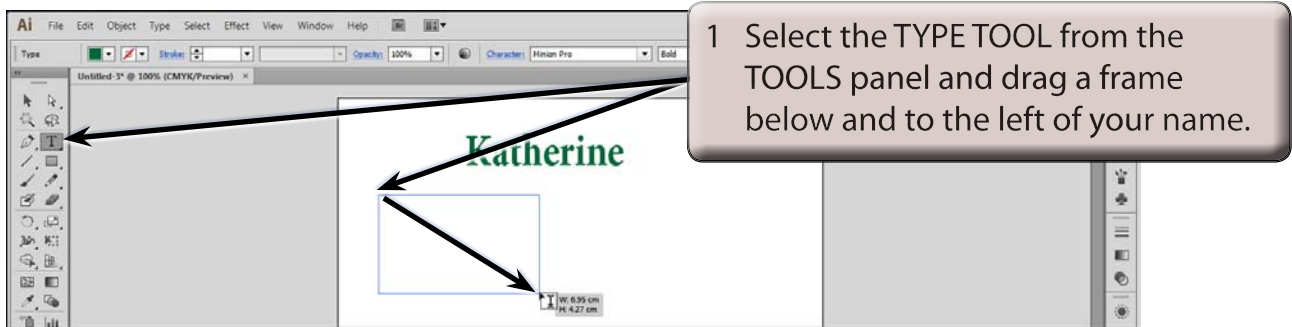 Ai File Edit Object Type Select Effect View Window Help Br
Type Stroke: Opacity: 100% Character: Minion Pro Bold
Untitled-3* @ 100% (CMYK/Preview) ×
1 Select the TYPE TOOL from the
TOOLS panel and drag a frame
below and to the left of your name.
T
Katherine
W: 6.95 cm
H: 4.27 cm